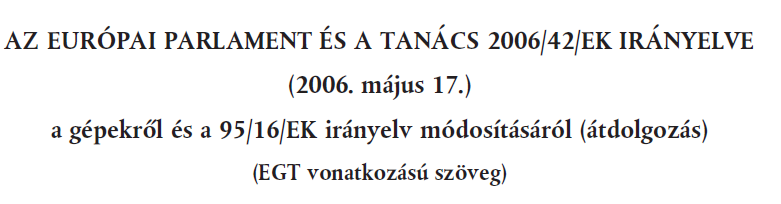 AZ EURÓPAI PARLAMENT ÉS A TANÁCS 2006/42/EK IRÁNYELVE
(2006. május 17.)
a gépekről és a 95/16/EK irányelv módosításáról (átdolgozás)
(EGT vonatkozású szöveg)